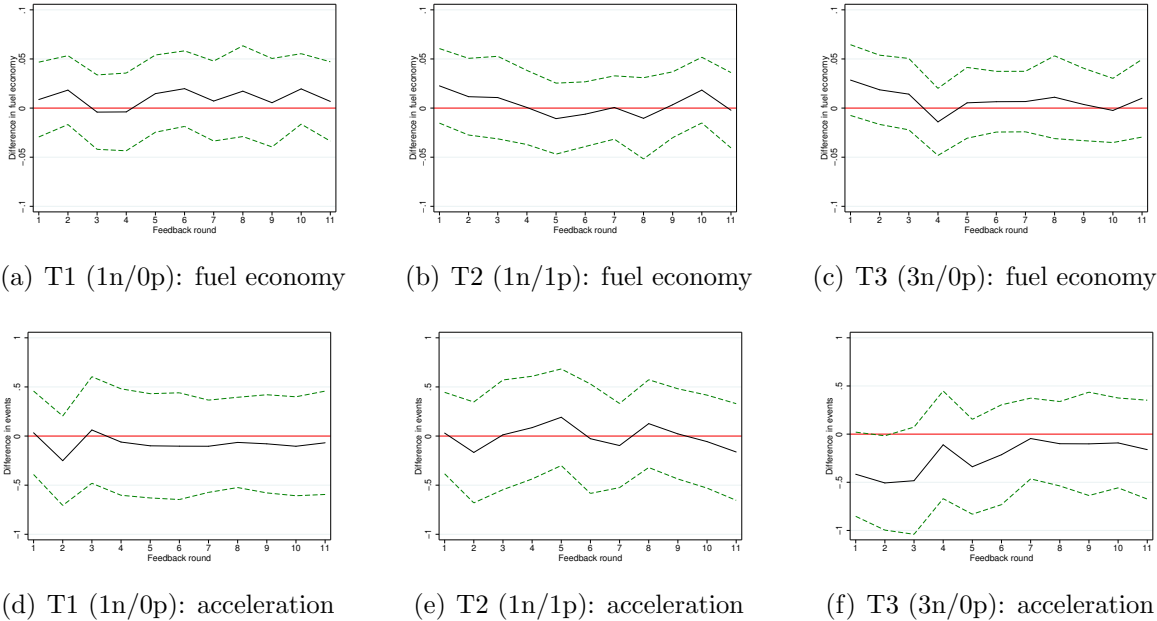 .1
.05
0
-.05
-.1
Difference in fuel economy
1 2 3 4 5 6 7 8 9 10 11
Feedback round
(a) T1 (1n/0p): fuel economy
.1
.05
0
-.05
-.1
Difference in fuel economy
1 2 3 4 5 6 7 8 9 10 11
Feedback round
(b) T2 (1n/1p): fuel economy
.1
.05
0
-.05
-.1
Difference in fuel economy
1 2 3 4 5 6 7 8 9 10 11
Feedback round
(c) T3 (3n/0p): fuel economy
1
.5
0
-.5
-1
Difference in events
1 2 3 4 5 6 7 8 9 10 11
Feedback round
(d) T1 (1n/0p): acceleration
1
.5
0
-.5
-1
Difference in events
1 2 3 4 5 6 7 8 9 10 11
Feedback round
(e) T2 (1n/1p): acceleration
1
.5
0
-.5
-1
Difference in events
1 2 3 4 5 6 7 8 9 10 11
Feedback round
(f) T3 (3n/0p): acceleration